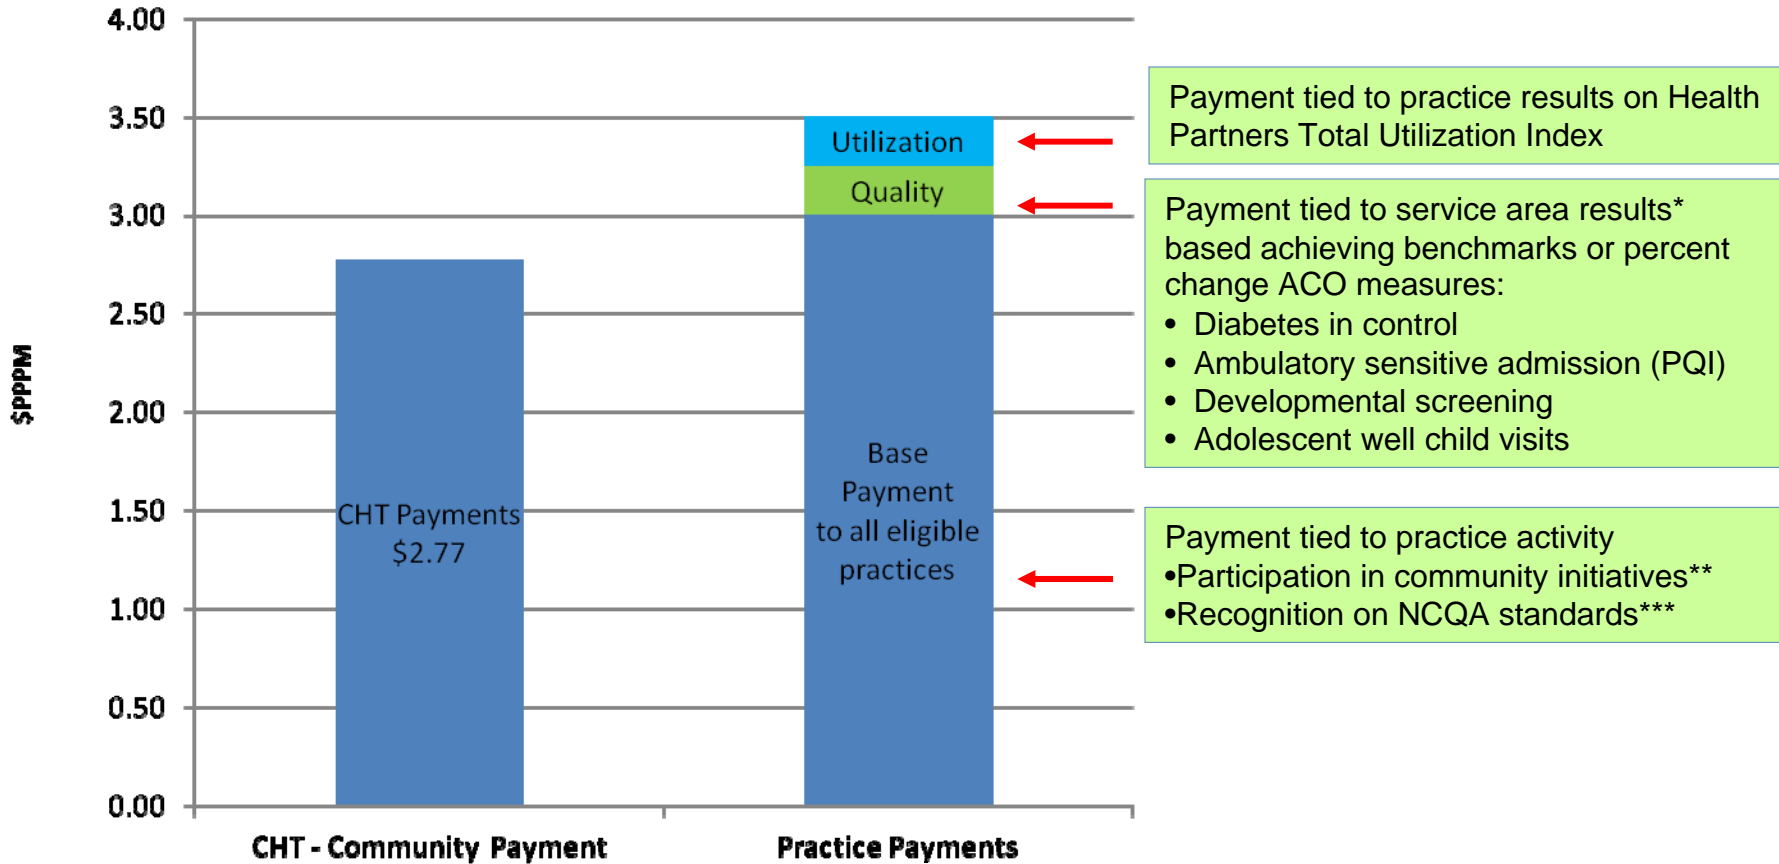 4.00
3.50
3.00
2.50
2.00
1.50
1.00
0.50
0.00
$PPPM
CHT Payments
$2.77
Utilization
Quality
Base
Payment
to all eligible
practices
CHT - Community Payment
Practice Payments
Payment tied to practice results on Health
Partners Total Utilization Index
Payment tied to service area results*
based achieving benchmarks or percent
change ACO measures:
• Diabetes in control
• Ambulatory sensitive admission (PQI)
• Developmental screening
• Adolescent well child visits
Payment tied to practice activity
•Participation in community initiatives**
•Recognition on NCQA standards***